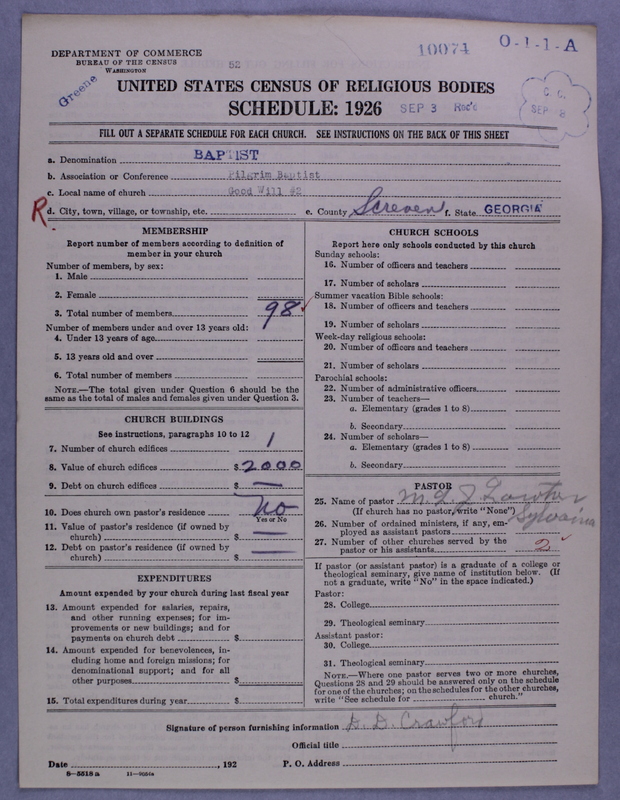 DEPARTMENT OF COMMERCE
BUREAU OF THE CENSUS
WASHINGTON
52
10074
O-1-1-A
Greene
UNITED STATES CENSUS OF RELIGIOUS BODIES
SCHEDULE: 1926
SEP 3 Rec'd
C. C.
SEP 8
FILL OUT A SEPARATE SCHEDULE FOR EACH CHURCH. SEE INSTRUCTIONS ON THE BACK OF THIS SHEET
a. Denomination BAPTIST
b. Association or Conference Pilgrim Baptist
c. Local name of church Good Will #2
R
d. City, town, village, or township, etc. e. County Screven f. State GEORGIA
MEMBERSHIP
Report number of members according to definition of
member in your church
Number of members, by sex:
1. Male
2. Female
3. Total number of members 98
Number of members under and over 13 years old:
4. Under 13 years of age
5. 13 years old and over
6. Total number of members
NOTE.—The total given under Question 6 should be the
same as the total of males and females given under Question 3.
CHURCH BUILDINGS
See instructions, paragraphs 10 to 12
7. Number of church edifices 1
8. Value of church edifices $2000
9. Debt on church edifices $ —
10. Does church own pastor's residence No
Yes or No
11. Value of pastor's residence (if owned by
church) $ —
12. Debt on pastor's residence (if owned by
church) $ —
EXPENDITURES
Amount expended by your church during last fiscal year
13. Amount expended for salaries, repairs,
and other running expenses; for im-
provements or new buildings; and for
payments on church debt $
14. Amount expended for benevolences, in-
cluding home and foreign missions; for
denominational support; and for all
other purposes $
15. Total expenditures during year $
CHURCH SCHOOLS
Report here only schools conducted by this church
Sunday schools:
16. Number of officers and teachers
17. Number of scholars
Summer vacation Bible schools:
18. Number of officers and teachers
19. Number of scholars
Week-day religious schools:
20. Number of officers and teachers
21. Number of scholars
Parochial schools:
22. Number of administrative officers
23. Number of teachers—
a. Elementary (grades 1 to 8)
b. Secondary
24. Number of scholars—
a. Elementary (grades 1 to 8)
b. Secondary
PASTOR
25. Name of pastor
(If church has no pastor, write "None") Sylvania
26. Number of ordained ministers, if any, em-
ployed as assistant pastors
27. Number of other churches served by the
pastor or his assistants 2
If pastor (or assistant pastor) is a graduate of a college or
theological seminary, give name of institution below. (If
not a graduate, write "No" in the space indicated.)
Pastor:
28. College
29. Theological seminary
Assistant pastor:
30. College
31. Theological seminary
NOTE.—Where one pastor serves two or more churches,
Questions 28 and 29 should be answered only on the schedule
for one of the churches; on the schedules for the other churches,
write "See schedule for church."
Signature of person furnishing information D. D. Crawford
Official title
Date , 192 P. O. Address
8-5518 a